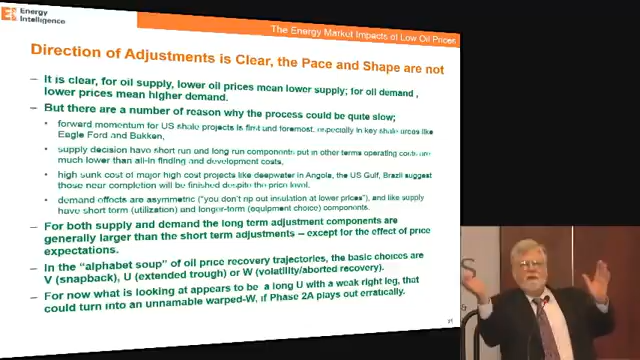 Energy
Intelligence
The Energy Market Impacts of Low Oil Prices
Direction of Adjustments is Clear, the Pace and Shape are not
– It is clear, for oil supply, lower oil prices mean lower supply; for oil demand ,
lower prices mean higher demand.
– But there are a number of reason why the process could be quite slow;
– forward momentum for US shale projects is first und foremost, especially in key shale areas like
Eagle Ford and Bakken,
– supply decision have short run and long run components put in other terms operating costs are
much lower than all-in finding and development costs,
– high sunk cost of major high cost projects like deepwater in Angola, the US Gulf, Brazil suggest
those near completion will be finished despite the price level.
– demand effects are asymmetric ("you don't rip out insulation at lower prices"), and like supply
have short term (utilization) and longer-term (equipment choice) components.
– For both supply and demand the long term adjustment components are
generally larger than the short term adjustments – except for the effect of price
expectations.
– In the "alphabet soup" of oil price recovery trajectories, the basic choices are
V (snapback), U (extended trough) or W (volatility/aborted recovery).
– For now what is looking at appears to be a long U with a weak right leg, that
could turn into an unnamable warped-W, if Phase 2A plays out erratically.